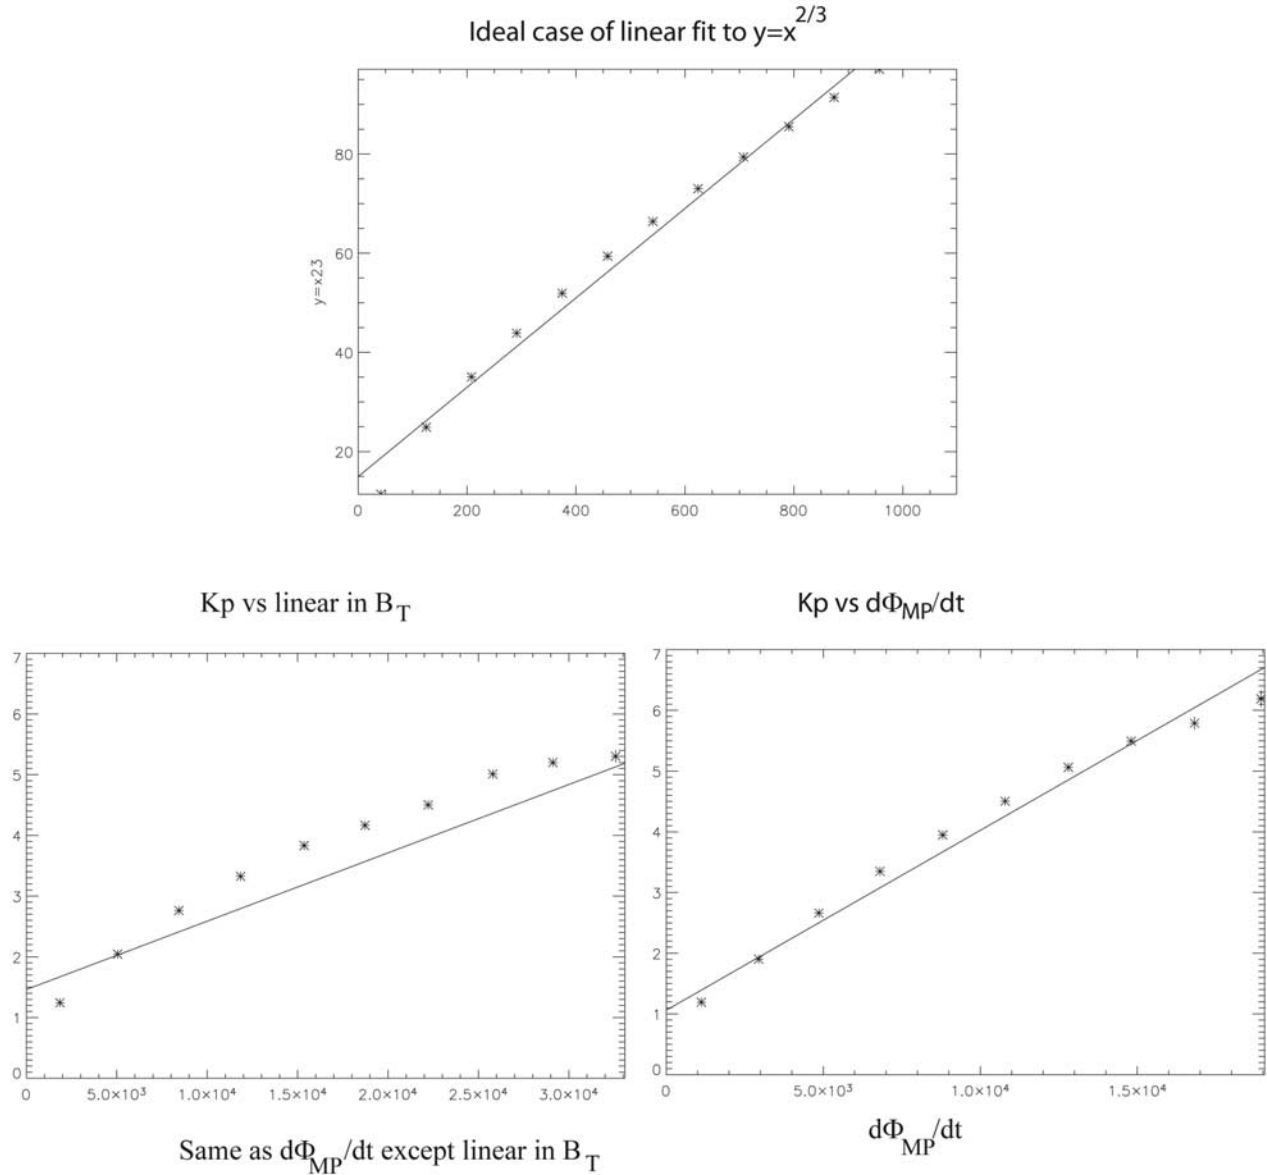 Ideal case of linear fit to y=x^2/3
80
60
40
20
y=x23
0 200 400 600 800 1000
Kp vs linear in B_T
7
6
5
4
3
2
1
0
0 5.0×10³ 1.0×10⁴ 1.5×10⁴ 2.0×10⁴ 2.5×10⁴ 3.0×10⁴
Same as dΦ_MP/dt except linear in B_T
Kp vs dΦ_MP/dt
7
6
5
4
3
2
1
0
0 5.0×10³ 1.0×10⁴ 1.5×10⁴
dΦ_MP/dt